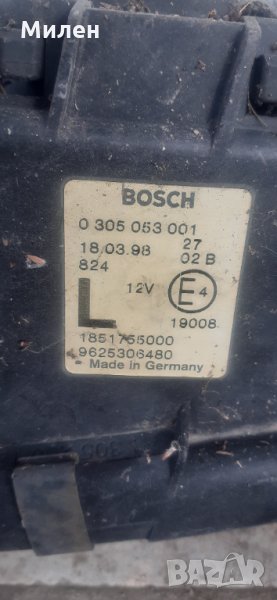 Милен
BOSCH
0 305 053 001
18.03.98 27
824 02 B
L 12V E4
19008
1851755000
9625306480
- Made in Germany
BAZAR